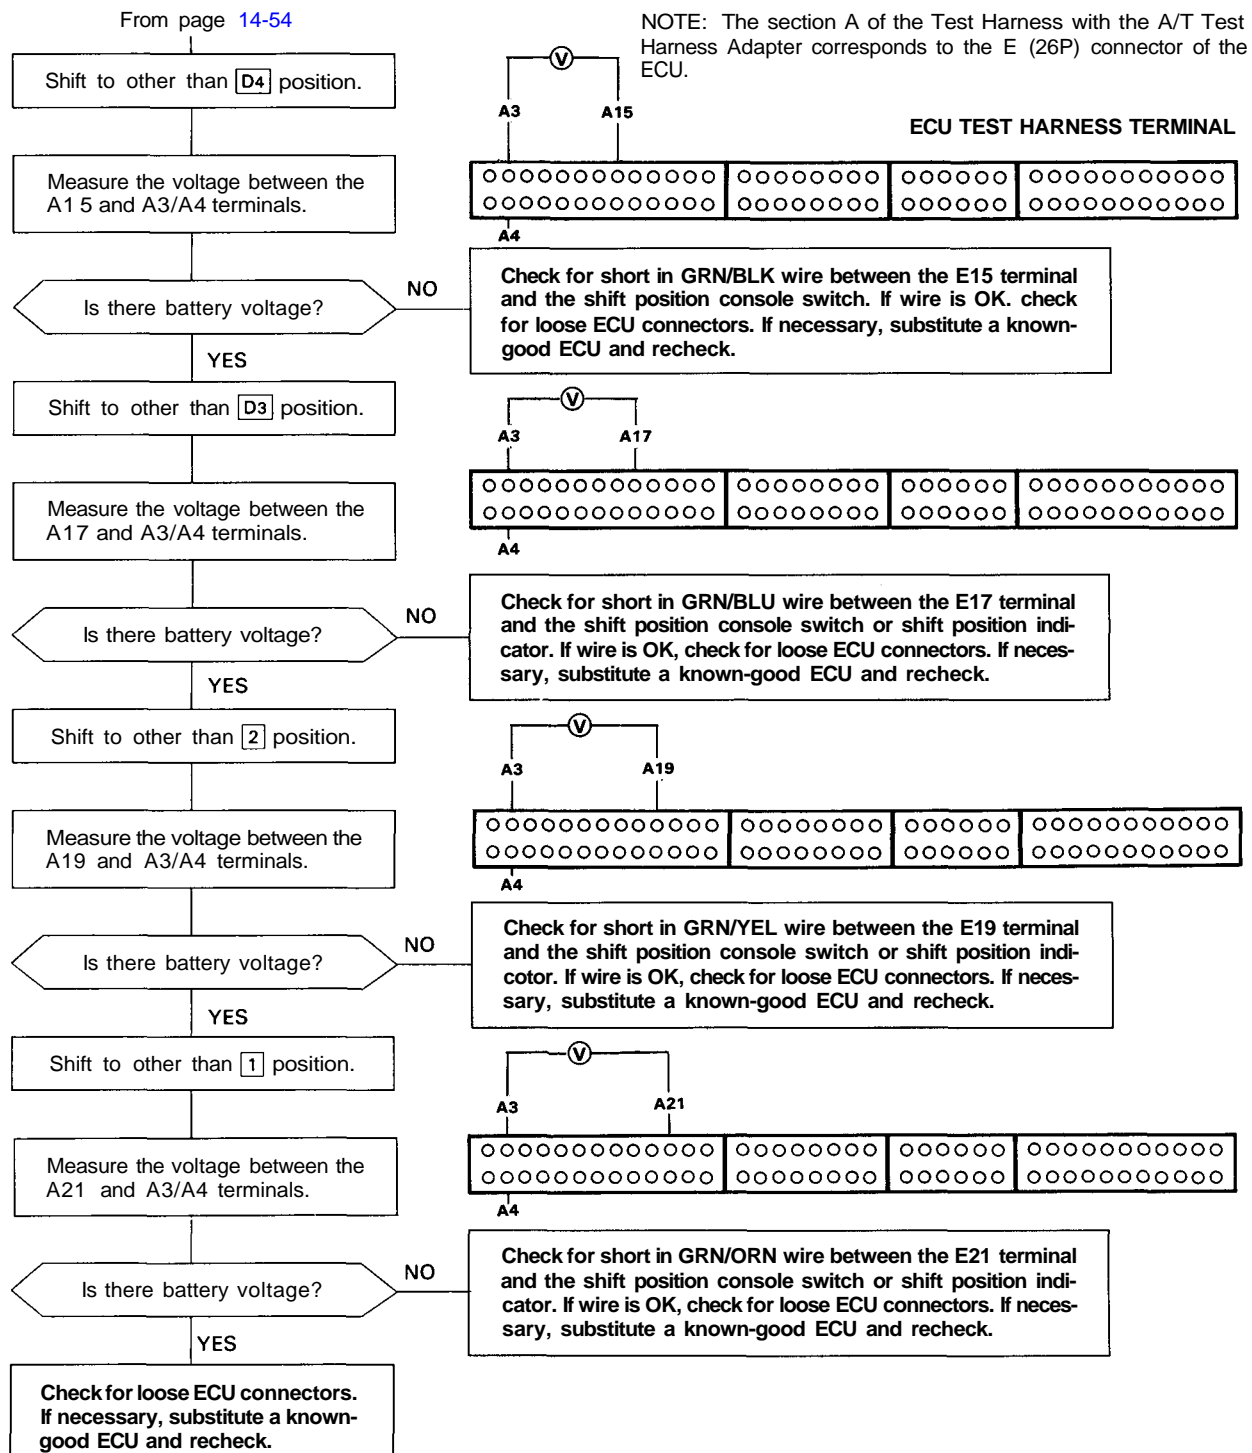 From page 14-54
NOTE: The section A of the Test Harness with the A/T Test
Harness Adapter corresponds to the E (26P) connector of the
ECU.
Shift to other than D4 position.
V
A3
A15
ECU TEST HARNESS TERMINAL
Measure the voltage between the
A1 5 and A3/A4 terminals.
A4
Is there battery voltage?
NO
Check for short in GRN/BLK wire between the E15 terminal
and the shift position console switch. If wire is OK. check
for loose ECU connectors. If necessary, substitute a known-
good ECU and recheck.
YES
Shift to other than D3 position.
V
A3
A17
Measure the voltage between the
A17 and A3/A4 terminals.
A4
Is there battery voltage?
NO
Check for short in GRN/BLU wire between the E17 terminal
and the shift position console switch or shift position indi-
cator. If wire is OK, check for loose ECU connectors. If neces-
sary, substitute a known-good ECU and recheck.
YES
Shift to other than 2 position.
V
A3
A19
Measure the voltage between the
A19 and A3/A4 terminals.
A4
Is there battery voltage?
NO
Check for short in GRN/YEL wire between the E19 terminal
and the shift position console switch or shift position indi-
cotor. If wire is OK, check for loose ECU connectors. If neces-
sary, substitute a known-good ECU and recheck.
YES
Shift to other than 1 position.
V
A3
A21
Measure the voltage between the
A21 and A3/A4 terminals.
A4
Is there battery voltage?
NO
Check for short in GRN/ORN wire between the E21 terminal
and the shift position console switch or shift position indi-
cator. If wire is OK, check for loose ECU connectors. If neces-
sary, substitute a known-good ECU and recheck.
YES
Check for loose ECU connectors.
If necessary, substitute a known-
good ECU and recheck.